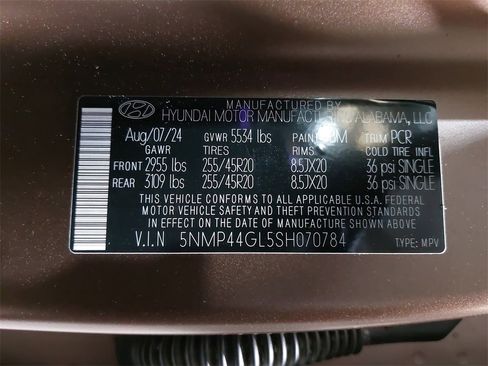 MANUFACTURED BY
HYUNDAI MOTOR MANUFACTURING ALABAMA, LLC
Aug/07/24 GVWR 5534 lbs PAINT TRIM PCR
GAWR TIRES RIMS COLD TIRE INFL
FRONT 2955 lbs 255/45R20 8.5JX20 36 psi SINGLE
REAR 3109 lbs 255/45R20 8.5JX20 36 psi SINGLE
THIS VEHICLE CONFORMS TO ALL APPLICABLE U.S.A. FEDERAL
MOTOR VEHICLE SAFETY AND THEFT PREVENTION STANDARDS
IN EFFECT ON THE DATE OF MANUFACTURE SHOWN ABOVE.
V.I.N 5NMP44GL5SH070784 TYPE: MPV